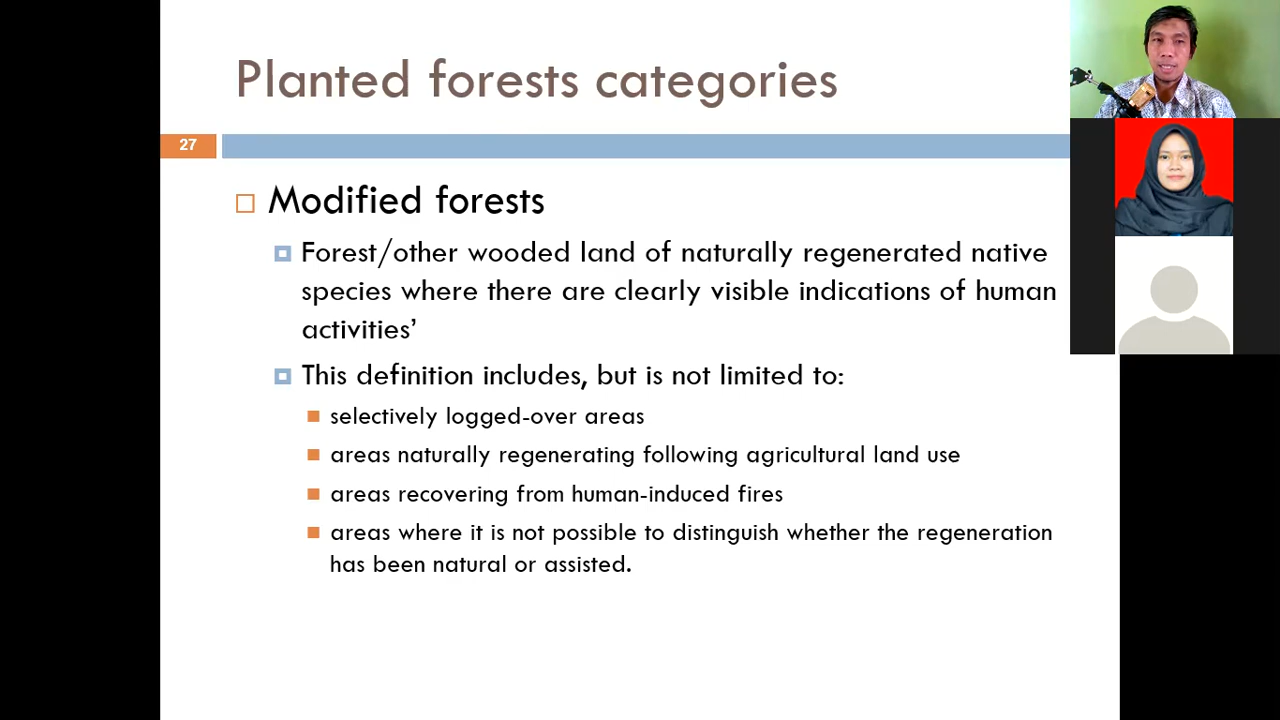 Planted forests categories
27
Modified forests
Forest/other wooded land of naturally regenerated native
species where there are clearly visible indications of human
activities’
This definition includes, but is not limited to:
selectively logged-over areas
areas naturally regenerating following agricultural land use
areas recovering from human-induced fires
areas where it is not possible to distinguish whether the regeneration
has been natural or assisted.